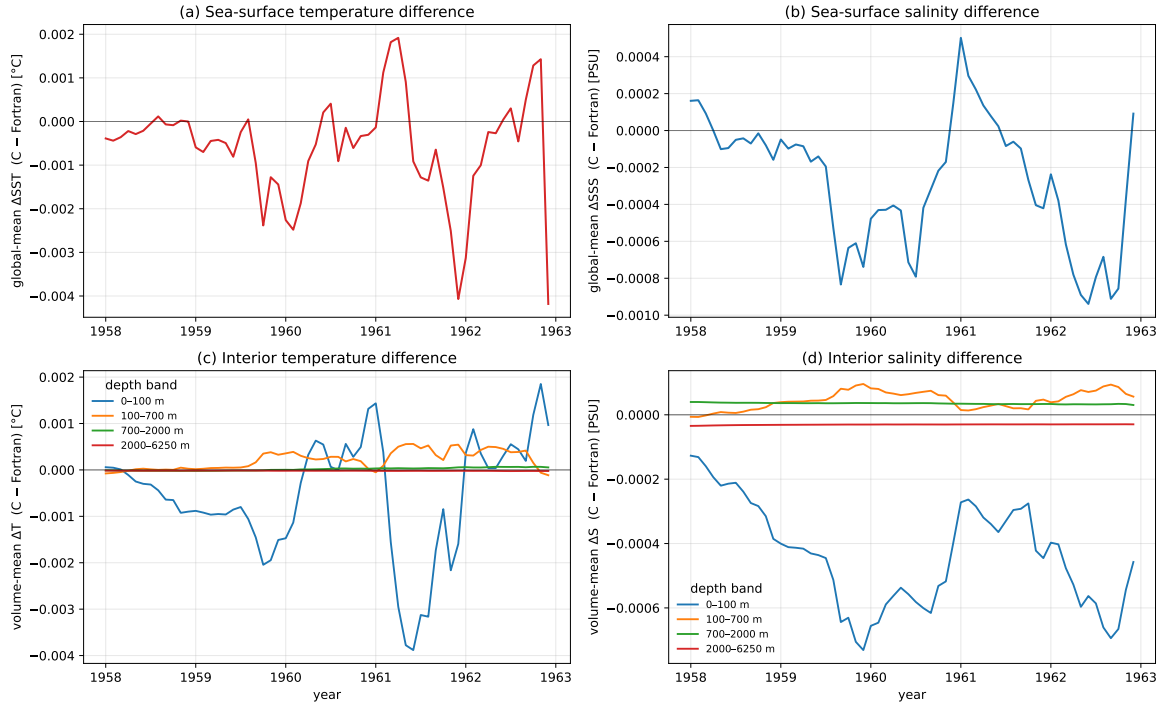 (a) Sea-surface temperature difference
global-mean ΔSST (C − Fortran) [°C]
0.002
0.001
0.000
−0.001
−0.002
−0.003
−0.004
1958 1959 1960 1961 1962 1963
(b) Sea-surface salinity difference
global-mean ΔSSS (C − Fortran) [PSU]
0.0004
0.0002
0.0000
−0.0002
−0.0004
−0.0006
−0.0008
−0.0010
1958 1959 1960 1961 1962 1963
(c) Interior temperature difference
volume-mean ΔT (C − Fortran) [°C]
0.002
0.001
0.000
−0.001
−0.002
−0.003
−0.004
depth band
0–100 m
100–700 m
700–2000 m
2000–6250 m
1958 1959 1960 1961 1962 1963
year
(d) Interior salinity difference
volume-mean ΔS (C − Fortran) [PSU]
0.0000
−0.0002
−0.0004
−0.0006
depth band
0–100 m
100–700 m
700–2000 m
2000–6250 m
1958 1959 1960 1961 1962 1963
year